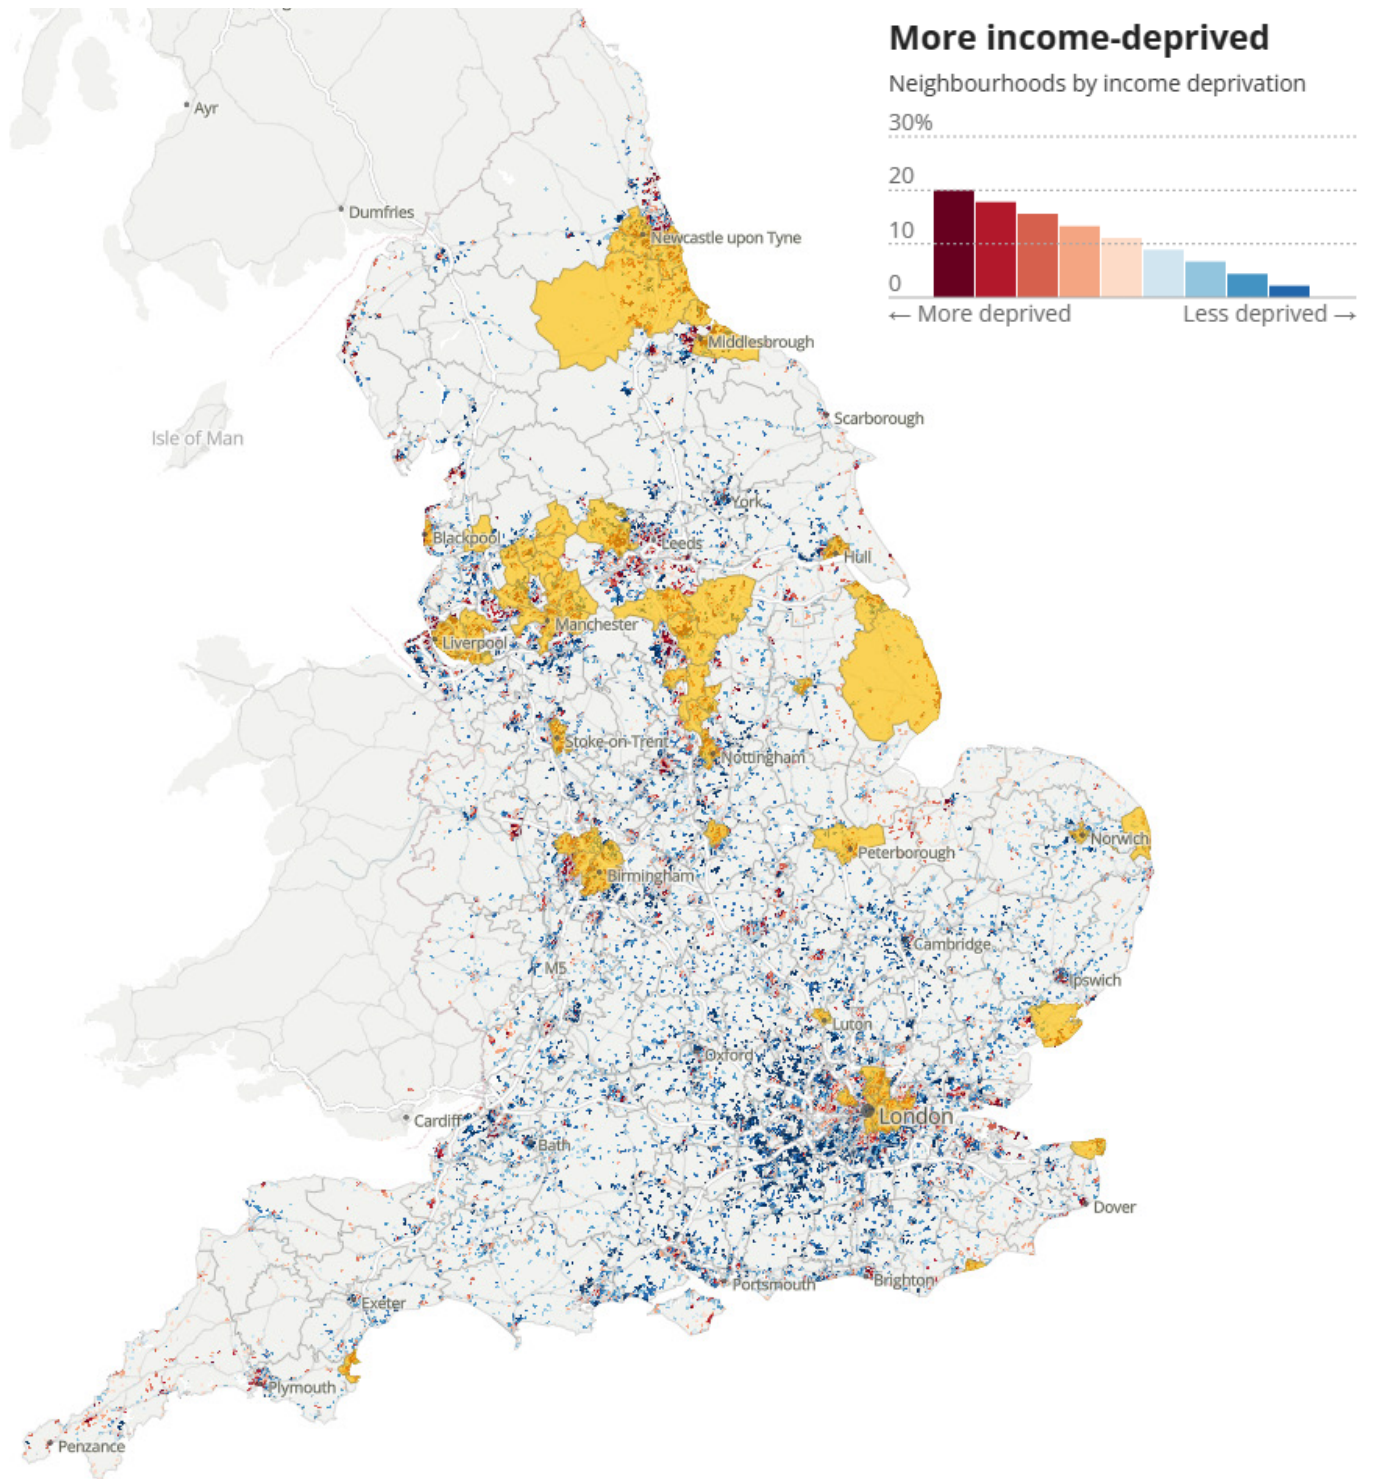 More income-deprived
Neighbourhoods by income deprivation
30%
20
10
0
← More deprived
Less deprived →
Ayr
Dumfries
Newcastle upon Tyne
Middlesbrough
Scarborough
Isle of Man
York
Blackpool
Leeds
Hull
Manchester
Liverpool
Stoke-on-Trent
Nottingham
Norwich
Peterborough
Birmingham
Cambridge
M5
Ipswich
Luton
Oxford
London
Cardiff
Bath
Dover
Portsmouth
Brighton
Exeter
Plymouth
Penzance